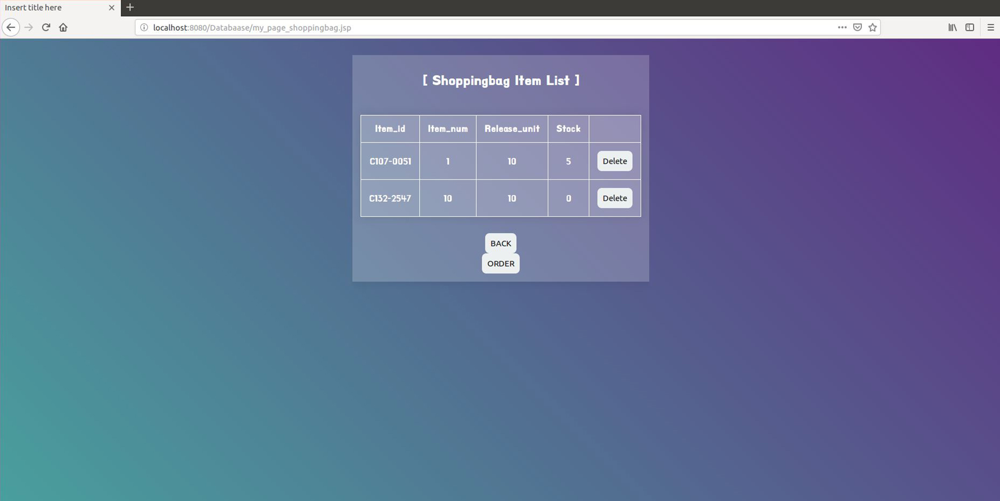 Insert title here
localhost:8080/Databaase/my_page_shoppingbag.jsp
[ Shoppingbag Item List ]
Item_id Item_num Release_unit Stock
C107-0051 1 10 5 Delete
C132-2547 10 10 0 Delete
BACK
ORDER